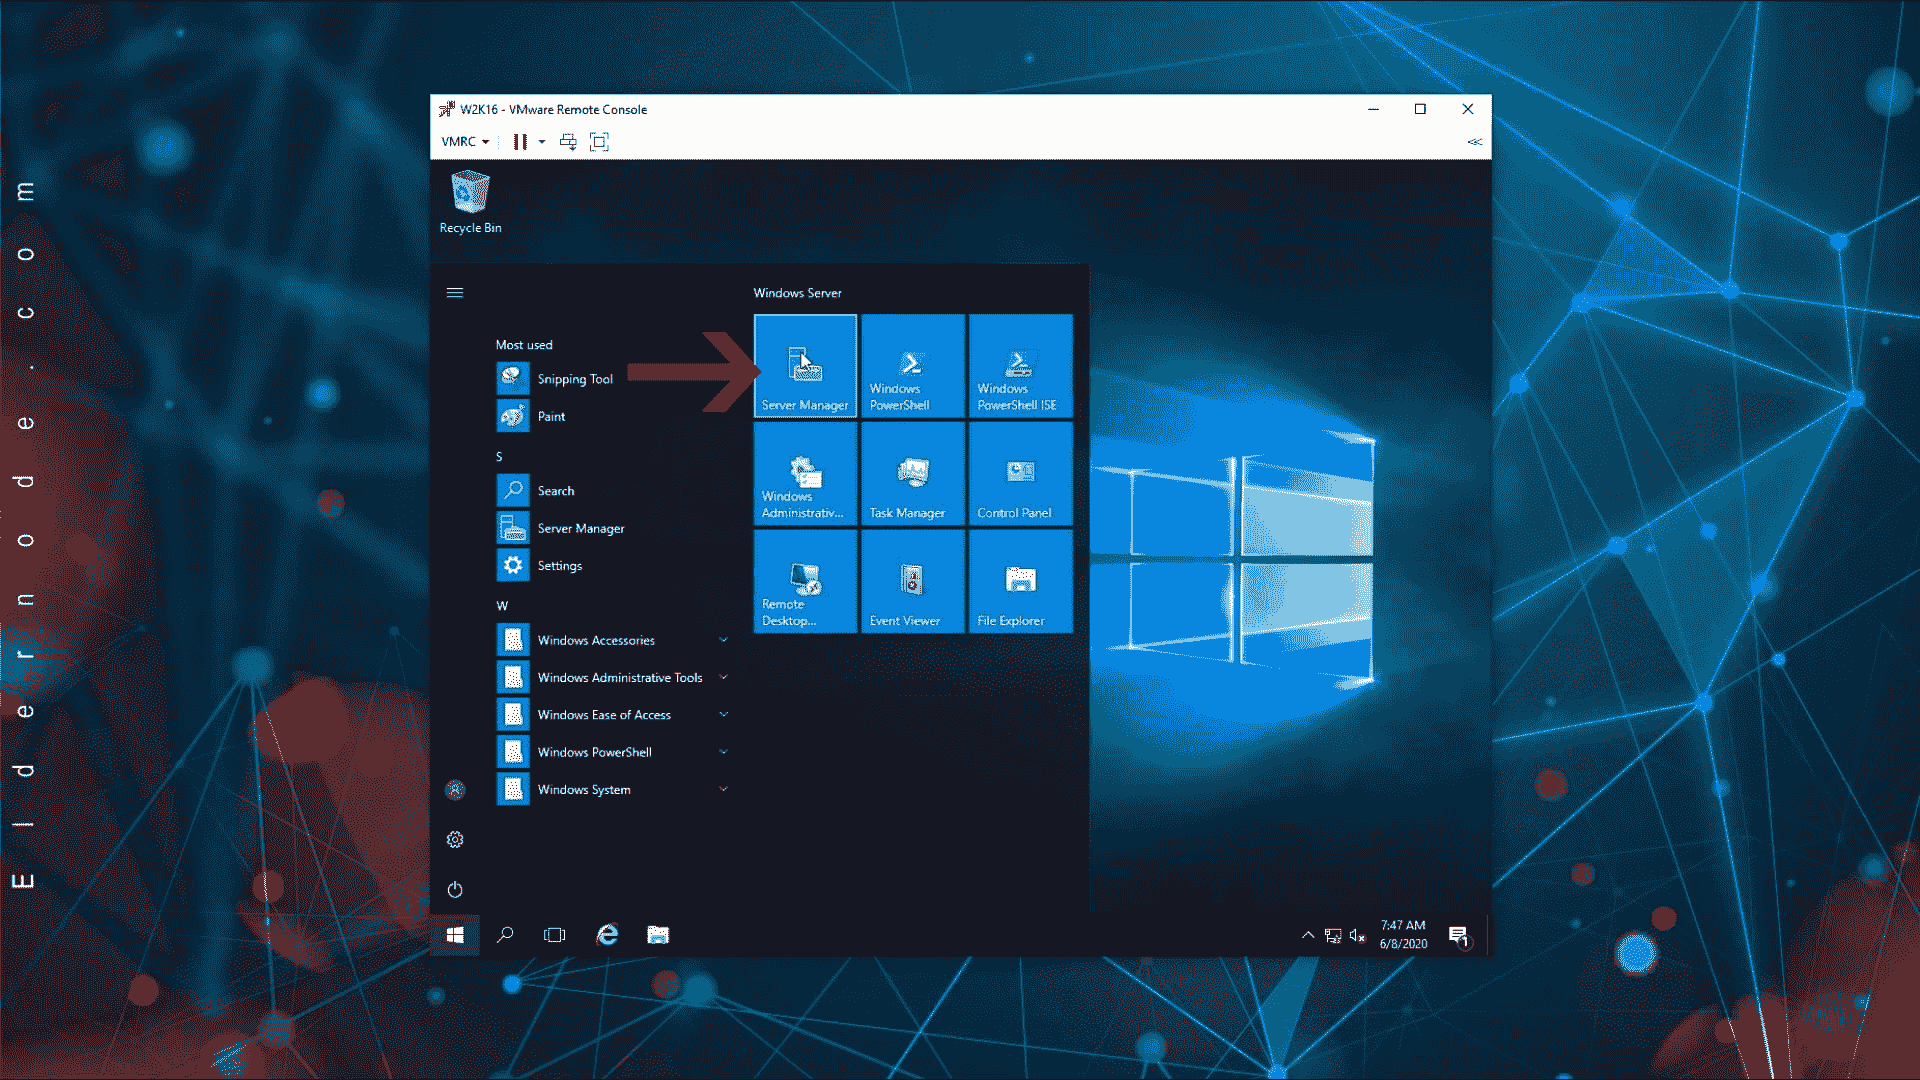 Eldernode.com
W2K16 - VMware Remote Console
VMRC
Recycle Bin
Windows Server
Most used
Snipping Tool
Paint
S
Search
Server Manager
Settings
W
Windows Accessories
Windows Administrative Tools
Windows Ease of Access
Windows PowerShell
Windows System
Server Manager
Windows
PowerShell
Windows
PowerShell ISE
Windows
Administrativ...
Task Manager
Control Panel
Remote
Desktop...
Event Viewer
File Explorer
7:47 AM
6/8/2020
1